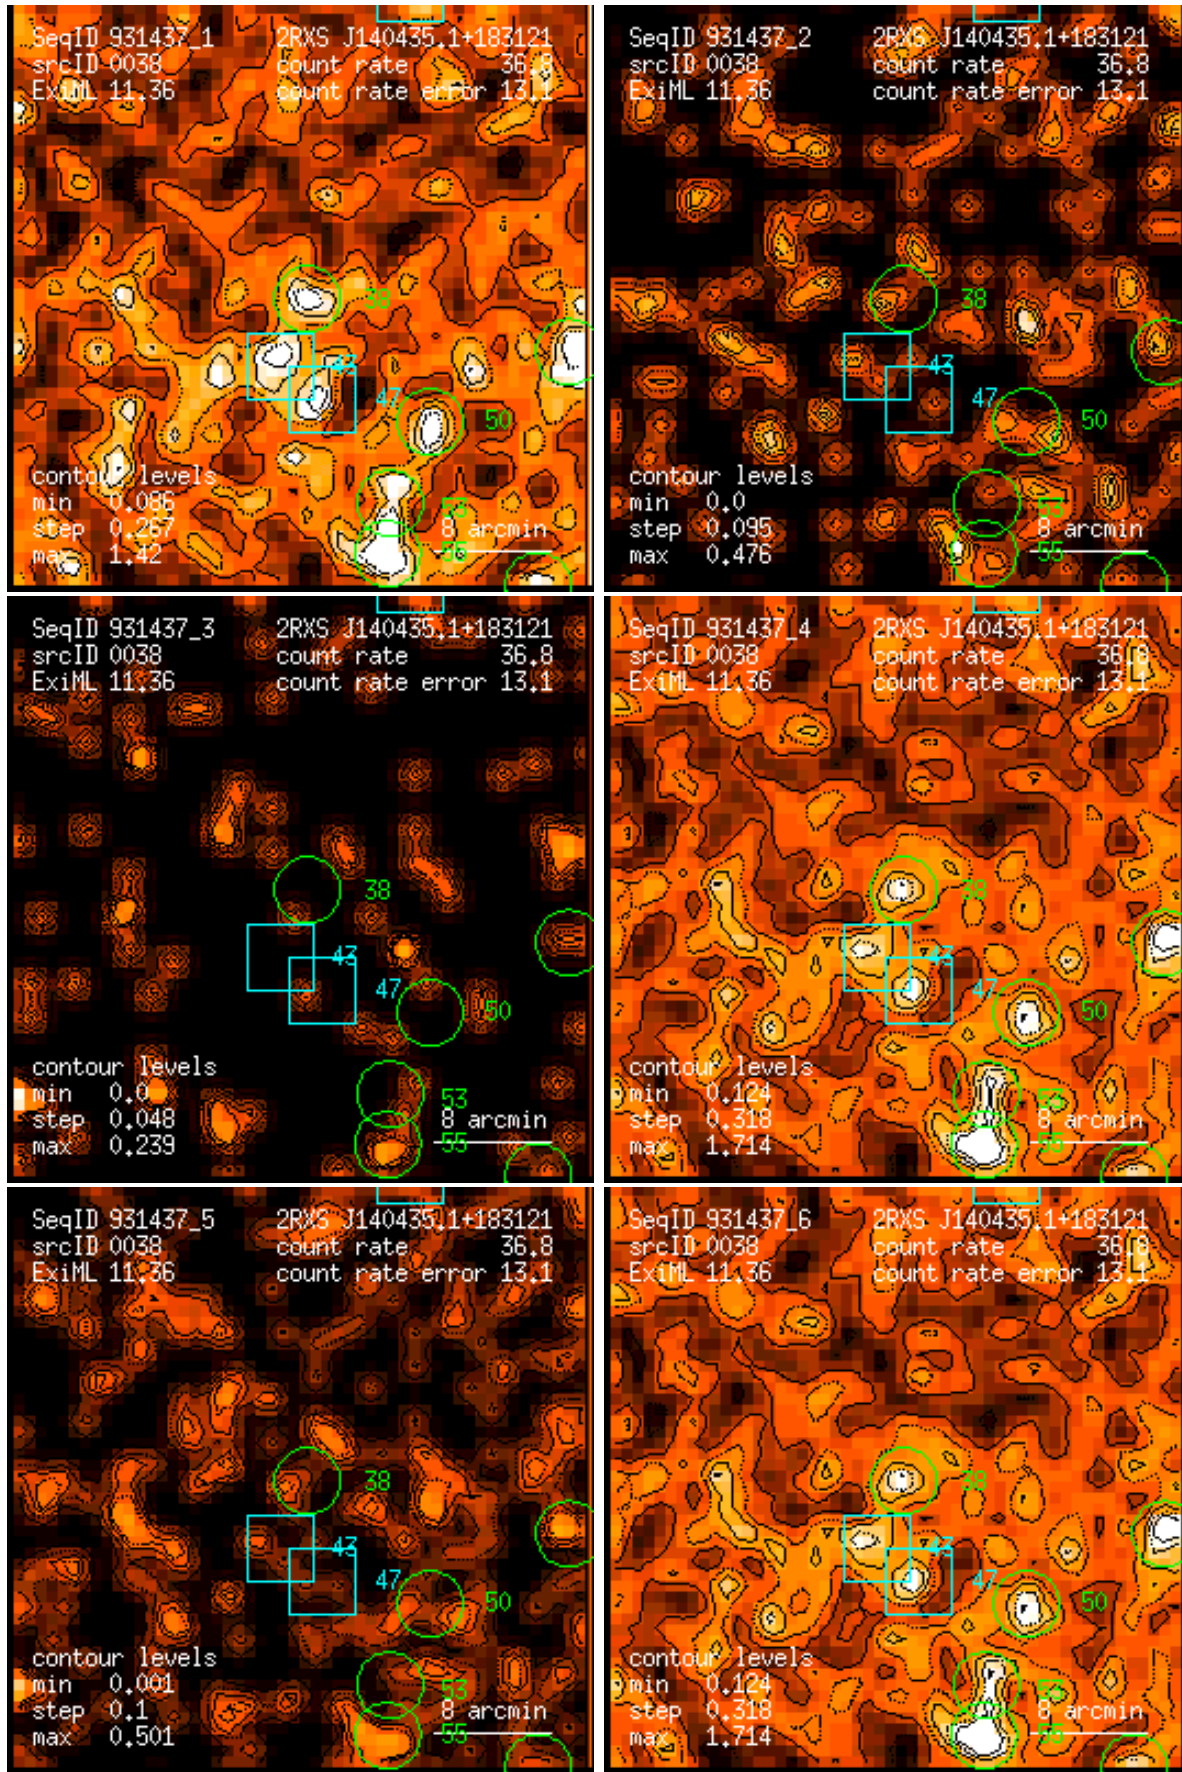 SeqID 931437_1 2RXS J140435.1+183121
srcID 0038 count rate 36.8
ExiML 11.36 count rate error 13.1
38
43
47
50
contour levels
min 0.086 53
step 0.267 8 arcmin
max 1.42 55
SeqID 931437_2 2RXS J140435.1+183121
srcID 0038 count rate 36.8
ExiML 11.36 count rate error 13.1
38
43
47
50
contour levels
min 0.0 53
step 0.095 8 arcmin
max 0.476 55
SeqID 931437_3 2RXS J140435.1+183121
srcID 0038 count rate 36.8
ExiML 11.36 count rate error 13.1
38
43
47
50
contour levels
min 0.0 53
step 0.048 8 arcmin
max 0.239 55
SeqID 931437_4 2RXS J140435.1+183121
srcID 0038 count rate 36.8
ExiML 11.36 count rate error 13.1
38
43
47
50
contour levels
min 0.124 53
step 0.318 8 arcmin
max 1.714 55
SeqID 931437_5 2RXS J140435.1+183121
srcID 0038 count rate 36.8
ExiML 11.36 count rate error 13.1
38
43
47
50
contour levels
min 0.001 53
step 0.1 8 arcmin
max 0.501 55
SeqID 931437_6 2RXS J140435.1+183121
srcID 0038 count rate 36.8
ExiML 11.36 count rate error 13.1
38
43
47
50
contour levels
min 0.124 53
step 0.318 8 arcmin
max 1.714 55